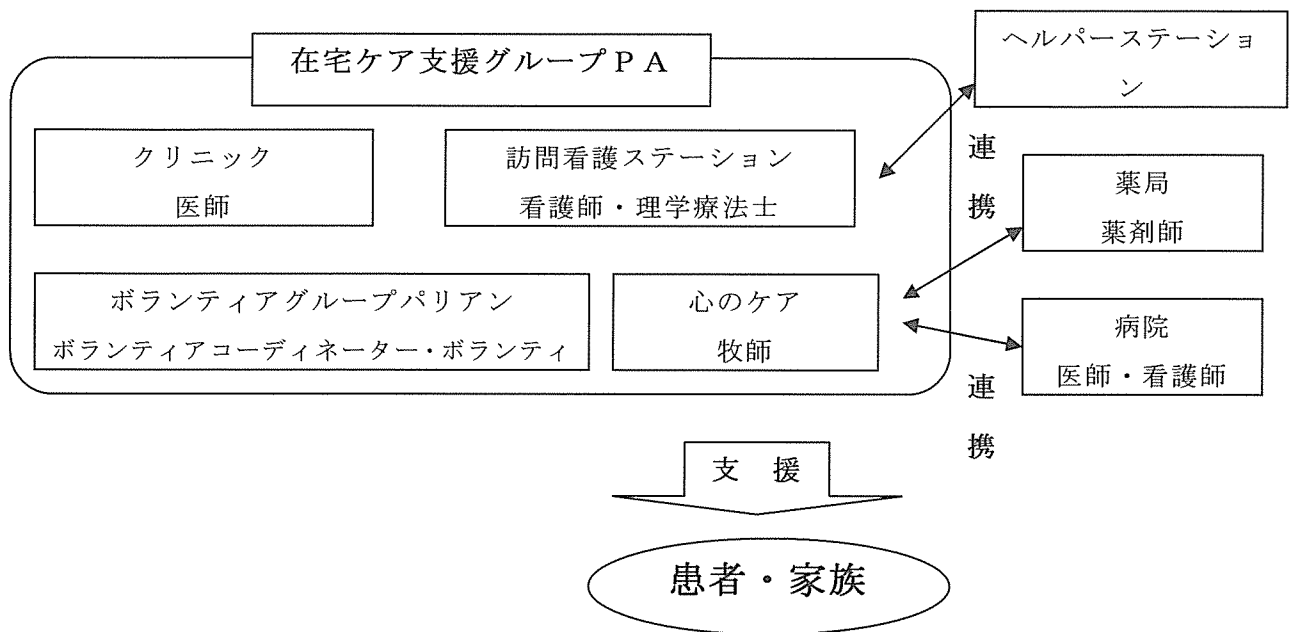 在宅ケア支援グループＰＡ
クリニック
医師
訪問看護ステーション
看護師・理学療法士
ボランティアグループパリアン
ボランティアコーディネーター・ボランティ
心のケア
牧師
ヘルパーステーショ
ン
連
携
薬局
薬剤師
病院
医師・看護師
連
携
支　援
患者・家族